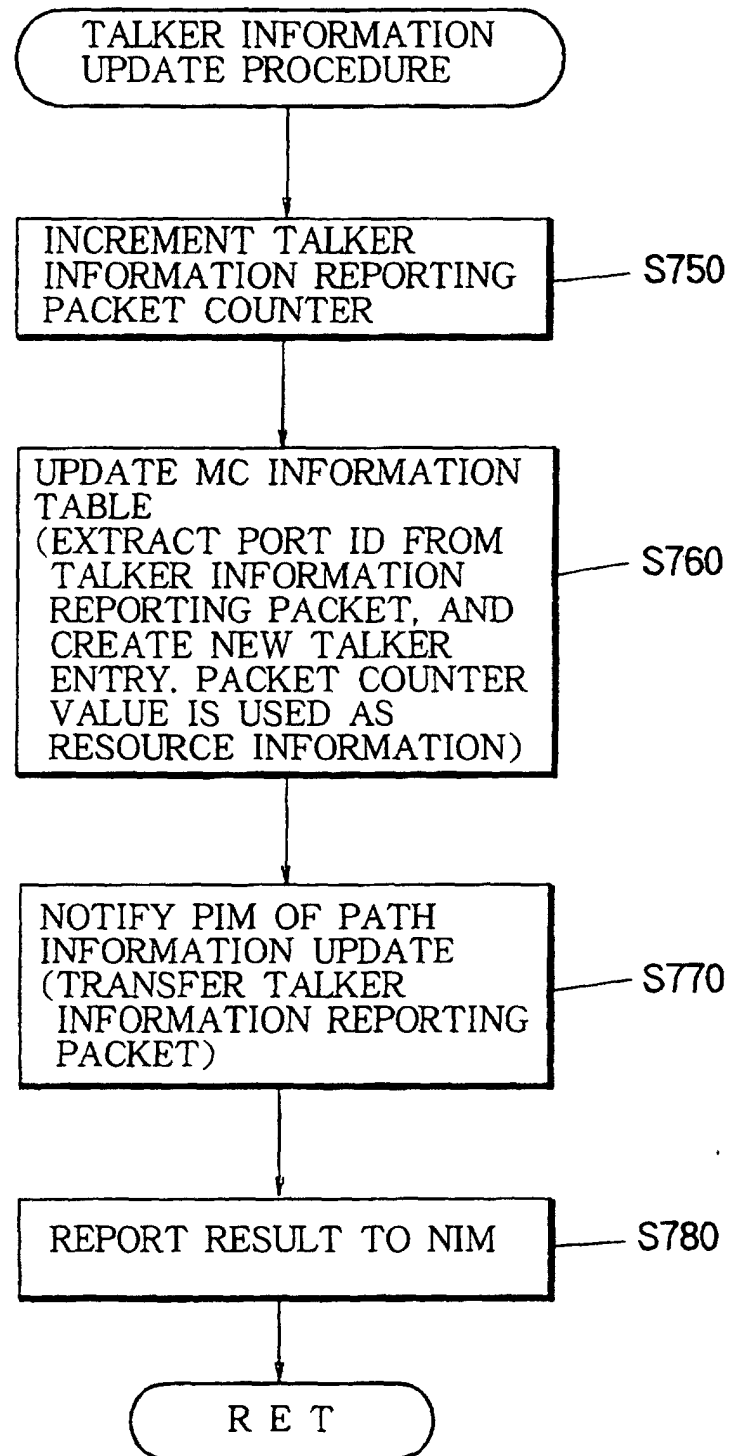 TALKER INFORMATION
UPDATE PROCEDURE
INCREMENT TALKER
INFORMATION REPORTING
PACKET COUNTER
S750
UPDATE MC INFORMATION
TABLE
(EXTRACT PORT ID FROM
TALKER INFORMATION
REPORTING PACKET, AND
CREATE NEW TALKER
ENTRY. PACKET COUNTER
VALUE IS USED AS
RESOURCE INFORMATION)
S760
NOTIFY PIM OF PATH
INFORMATION UPDATE
(TRANSFER TALKER
INFORMATION REPORTING
PACKET)
S770
REPORT RESULT TO NIM
S780
R E T